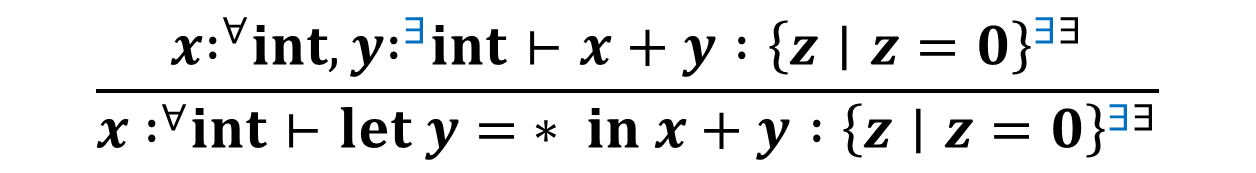 x:∀int, y:∃int ⊢ x + y : {z | z = 0}∃∃
x :∀int ⊢ let y = ∗ in x + y : {z | z = 0}∃∃